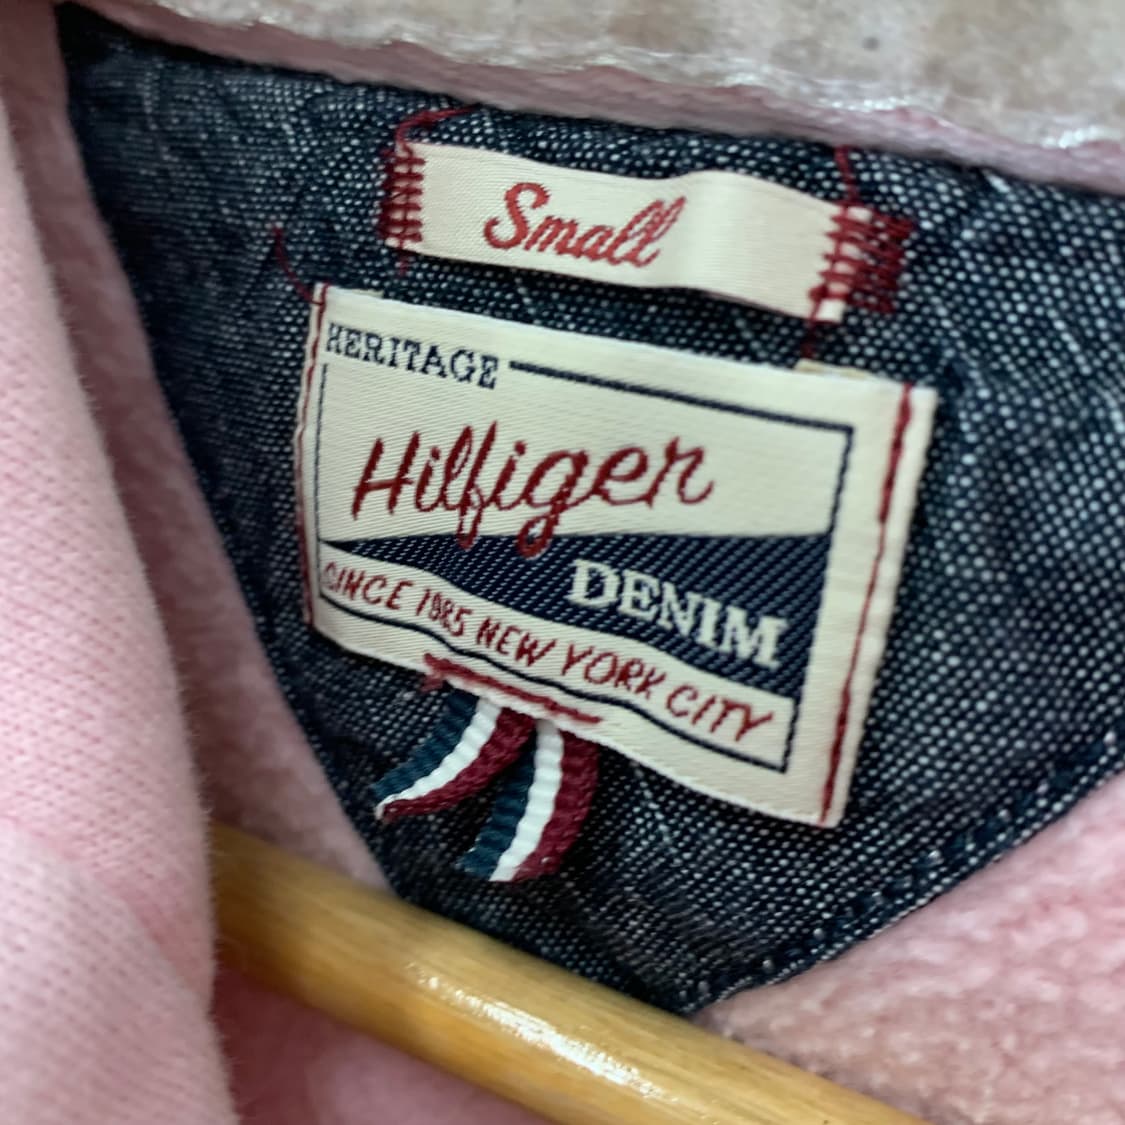 Small
HERITAGE
Hilfiger
DENIM
SINCE 1985 NEW YORK CITY